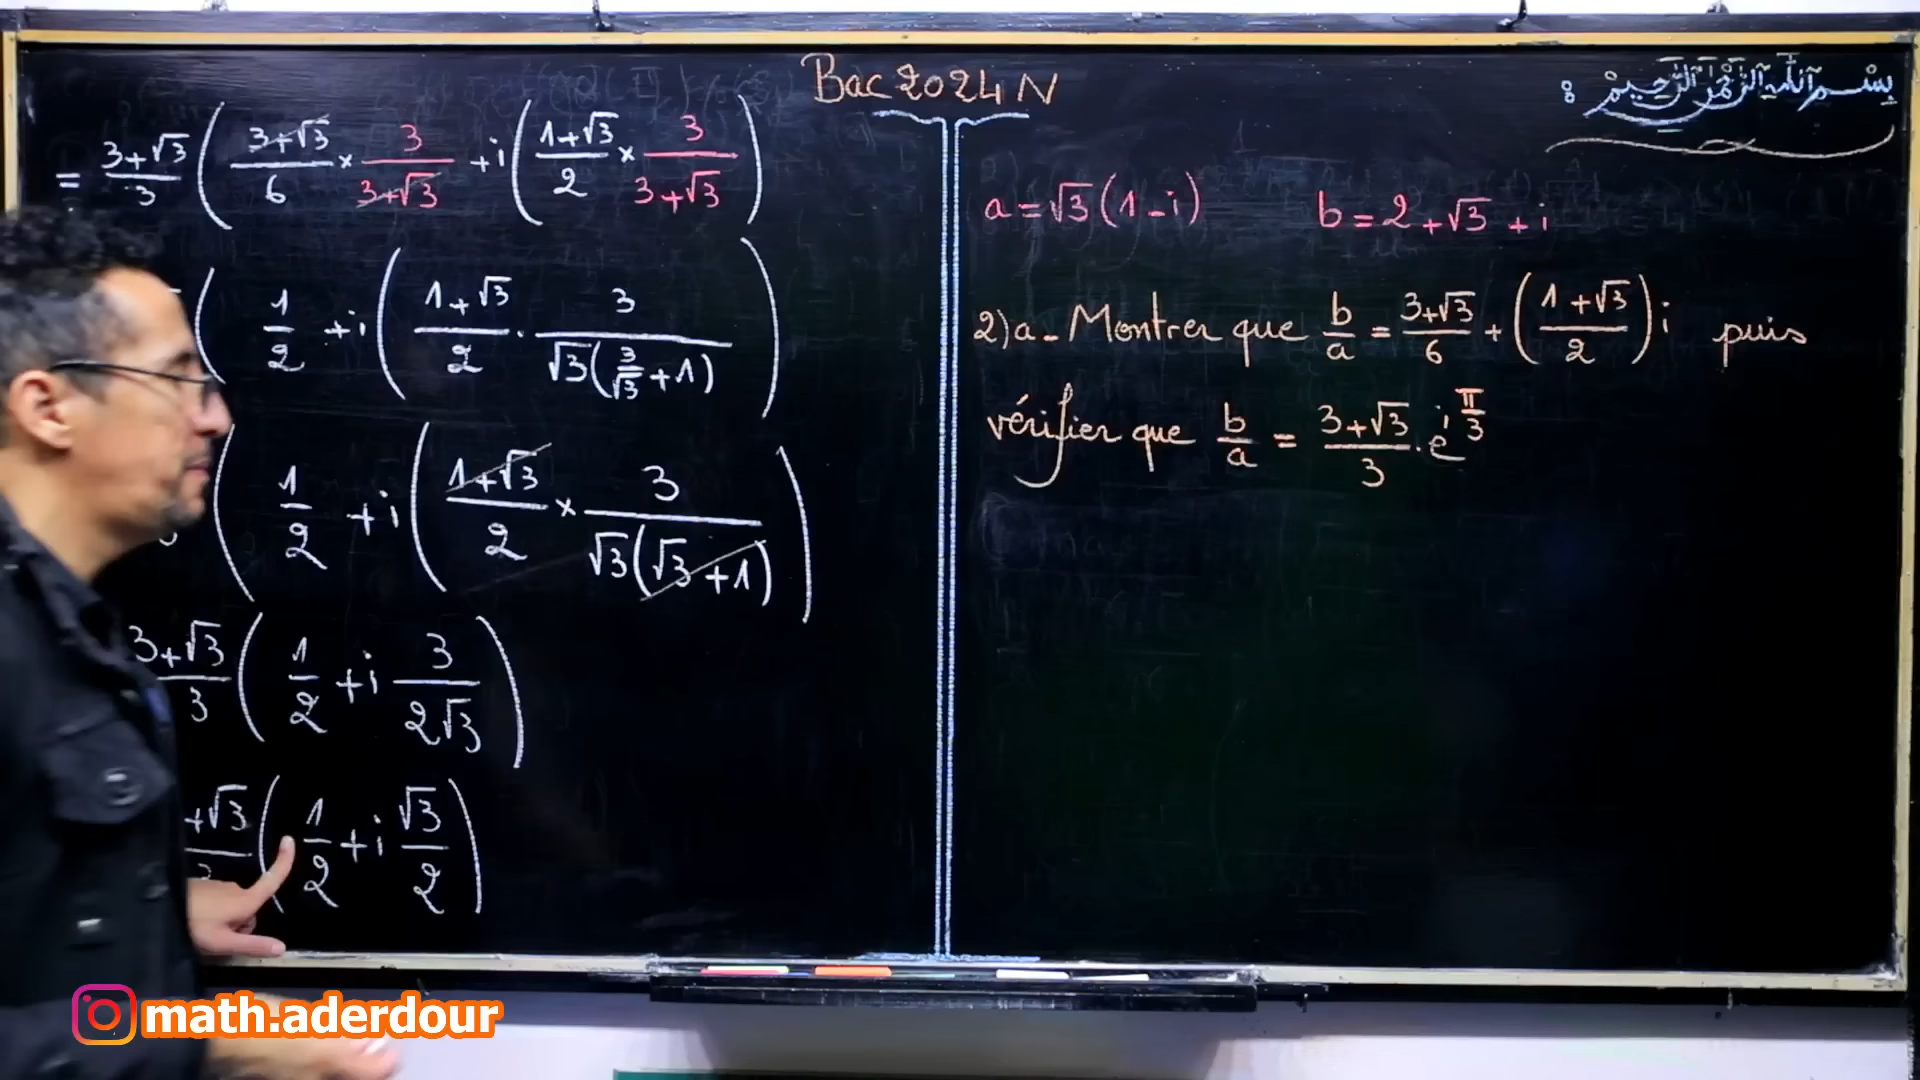 Bac 2024 N
بسم الله الرحمن الرحيم :
= (3+√3)/3 ( (3+√3)/6 × 3/(3+√3) + i ( (1+√3)/2 × 3/(3+√3) )
( 1/2 + i ( (1+√3)/2 . 3/(√3(3/√3 + 1)) )
( 1/2 + i ( (1+√3)/2 × 3/(√3(√3+1)) )
(3+√3)/3 ( 1/2 + i 3/(2√3) )
+√3 ( 1/2 + i √3/2 )
a = √3(1-i) b = 2+√3+i
2)a- Montrer que b/a = (3+√3)/6 + ((1+√3)/2) i puis
vérifier que b/a = (3+√3)/3 . e^(iπ/3)
math.aderdour